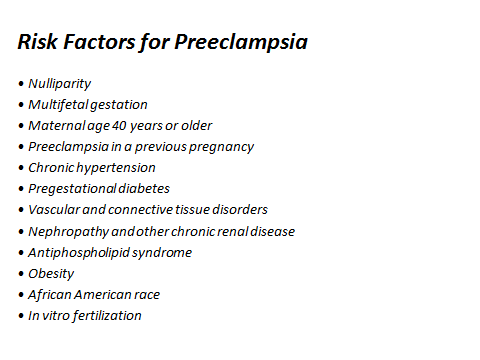 Risk Factors for Preeclampsia
• Nulliparity
• Multifetal gestation
• Maternal age 40 years or older
• Preeclampsia in a previous pregnancy
• Chronic hypertension
• Pregestational diabetes
• Vascular and connective tissue disorders
• Nephropathy and other chronic renal disease
• Antiphospholipid syndrome
• Obesity
• African American race
• In vitro fertilization